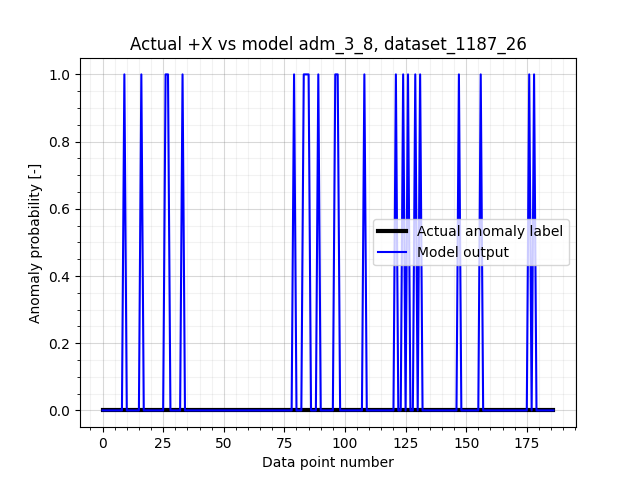 Actual +X vs model adm_3_8, dataset_1187_26
Anomaly probability [-]
1.0
0.8
0.6
0.4
0.2
0.0
Actual anomaly label
Model output
0 25 50 75 100 125 150 175
Data point number